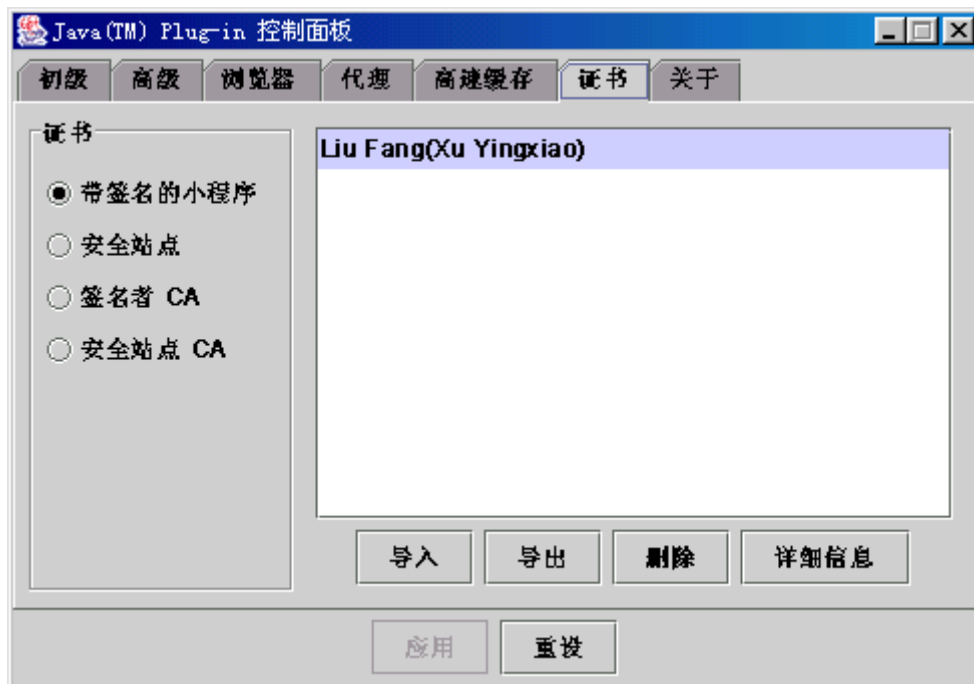 Java(TM) Plug-in 控制面板
初级 高级 浏览器 代理 高速缓存 证书 关于
证书
Liu Fang(Xu Yingxiao)
带签名的小程序
安全站点
签名者 CA
安全站点 CA
导入 导出 删除 详细信息
应用 重设